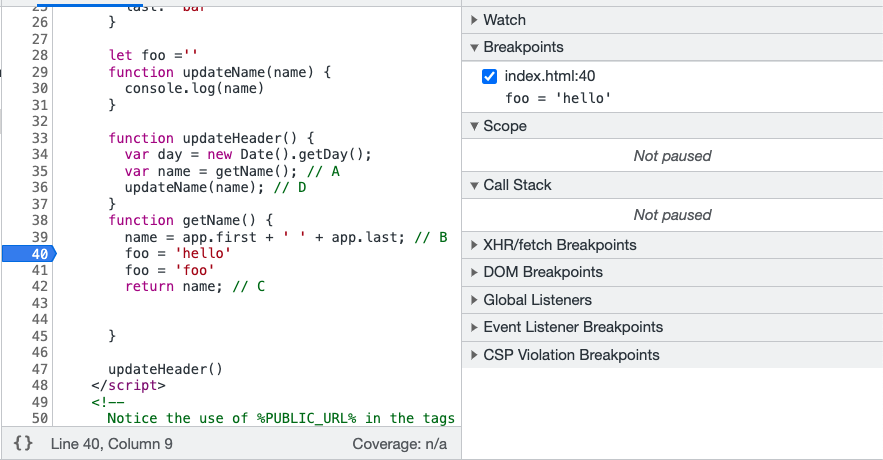 25 last: 'bar'
26 }
27
28 let foo =''
29 function updateName(name) {
30 console.log(name)
31 }
32
33 function updateHeader() {
34 var day = new Date().getDay();
35 var name = getName(); // A
36 updateName(name); // D
37 }
38 function getName() {
39 name = app.first + ' ' + app.last; // B
40 foo = 'hello'
41 foo = 'foo'
42 return name; // C
43
44
45 }
46
47 updateHeader()
48 </script>
49 <!--
50 Notice the use of %PUBLIC_URL% in the tags
{} Line 40, Column 9
Coverage: n/a
Watch
Breakpoints
index.html:40
foo = 'hello'
Scope
Not paused
Call Stack
Not paused
XHR/fetch Breakpoints
DOM Breakpoints
Global Listeners
Event Listener Breakpoints
CSP Violation Breakpoints